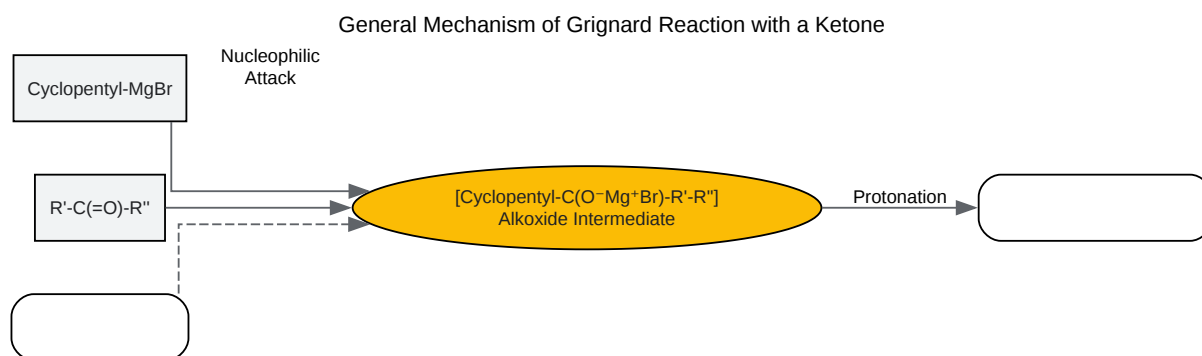 General Mechanism of Grignard Reaction with a Ketone
Nucleophilic
Attack
Cyclopentyl-MgBr
R'-C(=O)-R"
[Cyclopentyl-C(O⁻Mg⁺Br)-R'-R"]
Alkoxide Intermediate
Protonation